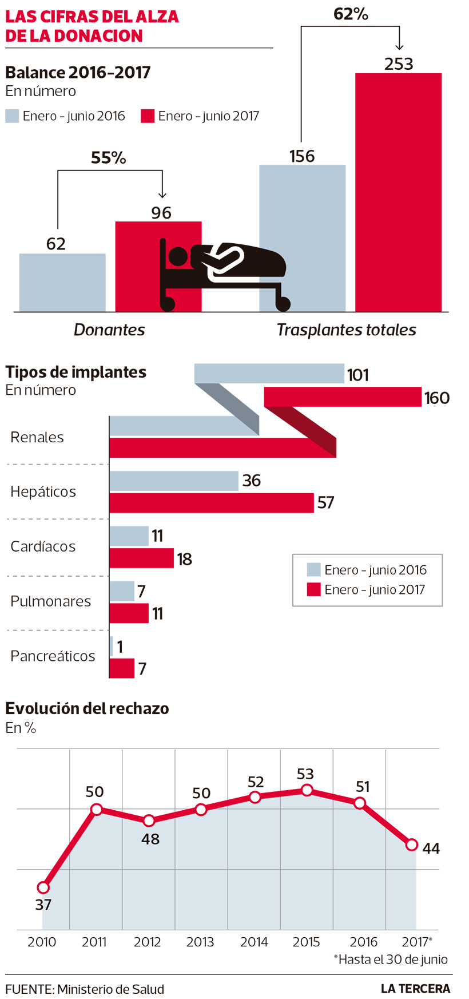 LAS CIFRAS DEL ALZA
DE LA DONACION
Balance 2016-2017
En número
Enero - junio 2016
Enero - junio 2017
55%
62
96
62%
156
253
Donantes
Trasplantes totales
Tipos de implantes
En número
101
160
Renales
Hepáticos
36
57
Cardíacos
11
18
Pulmonares
7
11
Pancreáticos
1
7
Enero - junio 2016
Enero - junio 2017
Evolución del rechazo
En %
37
50
48
50
52
53
51
44
2010 2011 2012 2013 2014 2015 2016 2017*
*Hasta el 30 de junio
FUENTE: Ministerio de Salud
LA TERCERA